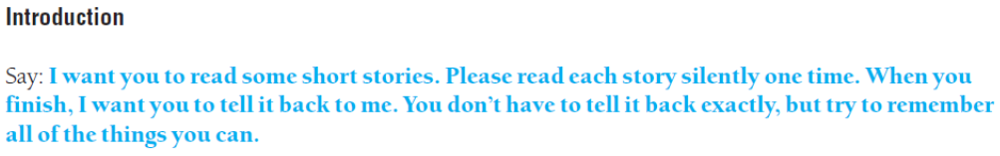 Introduction
Say: I want you to read some short stories. Please read each story silently one time. When you
finish, I want you to tell it back to me. You don’t have to tell it back exactly, but try to remember
all of the things you can.